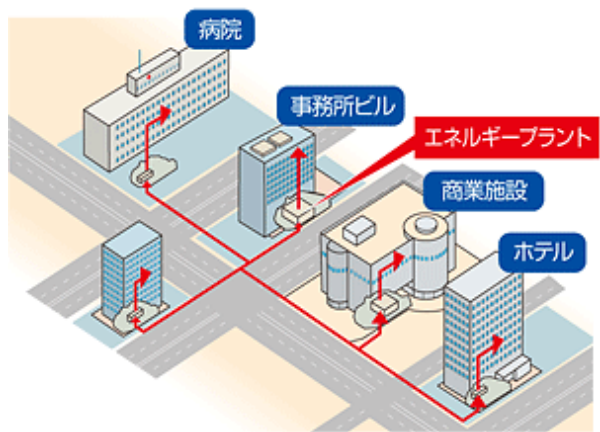 病院
事務所ビル
エネルギープラント
商業施設
ホテル